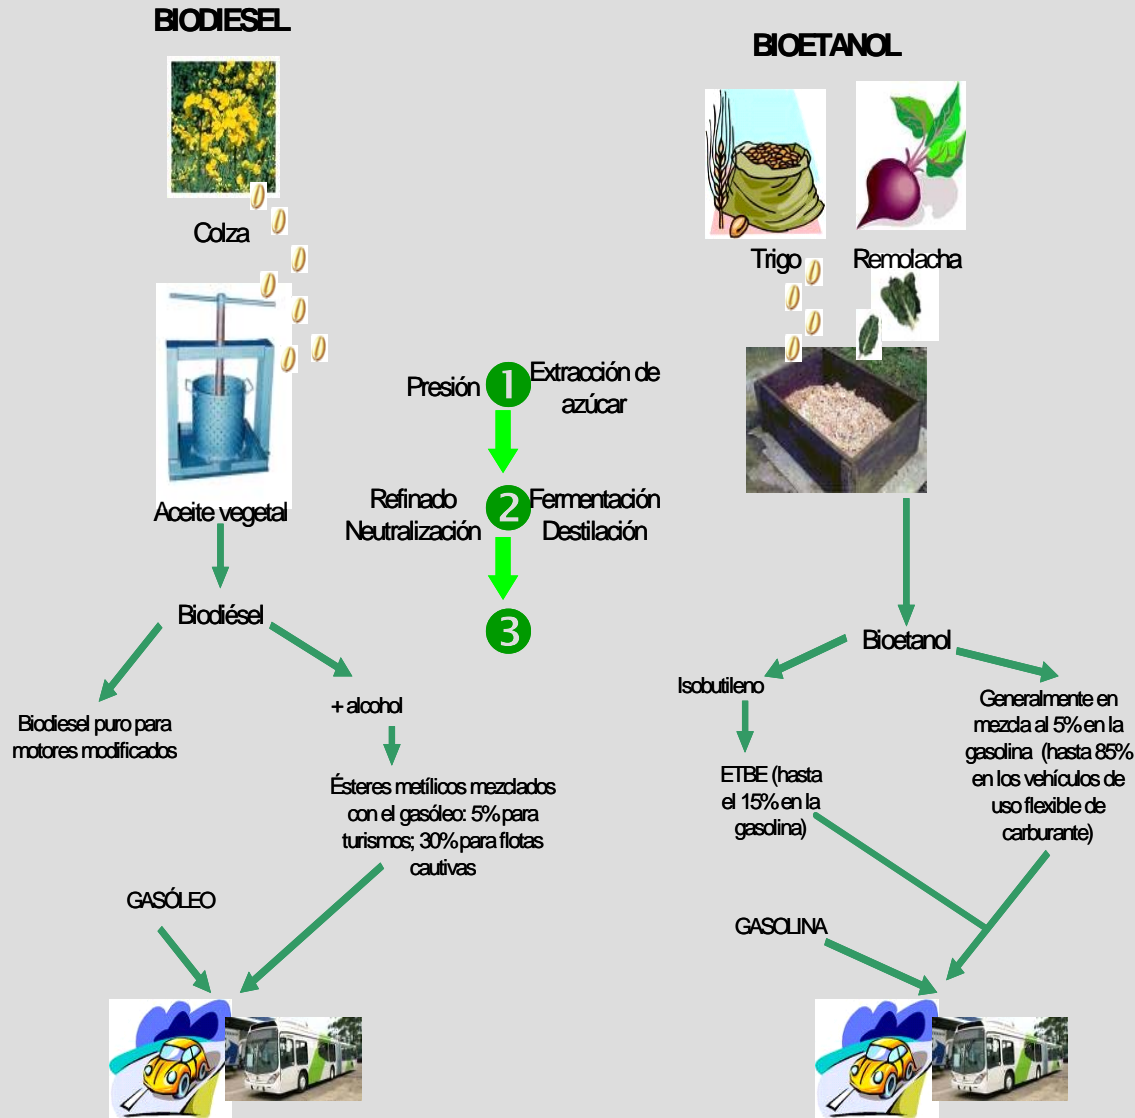 BIODIESEL
Colza
Aceite vegetal
Biodiésel
Biodiesel puro para
motores modificados
+ alcohol
Ésteres metílicos mezclados
con el gasóleo: 5% para
turismos; 30% para flotas
cautivas
GASÓLEO
Presión
1
Extracción de
azúcar
Refinado
Neutralización
2
Fermentación
Destilación
3
BIOETANOL
Trigo
Remolacha
Bioetanol
Isobutileno
ETBE (hasta
el 15% en la
gasolina)
Generalmente en
mezcla al 5% en la
gasolina (hasta 85%
en los vehículos de
uso flexible de
carburante)
GASOLINA